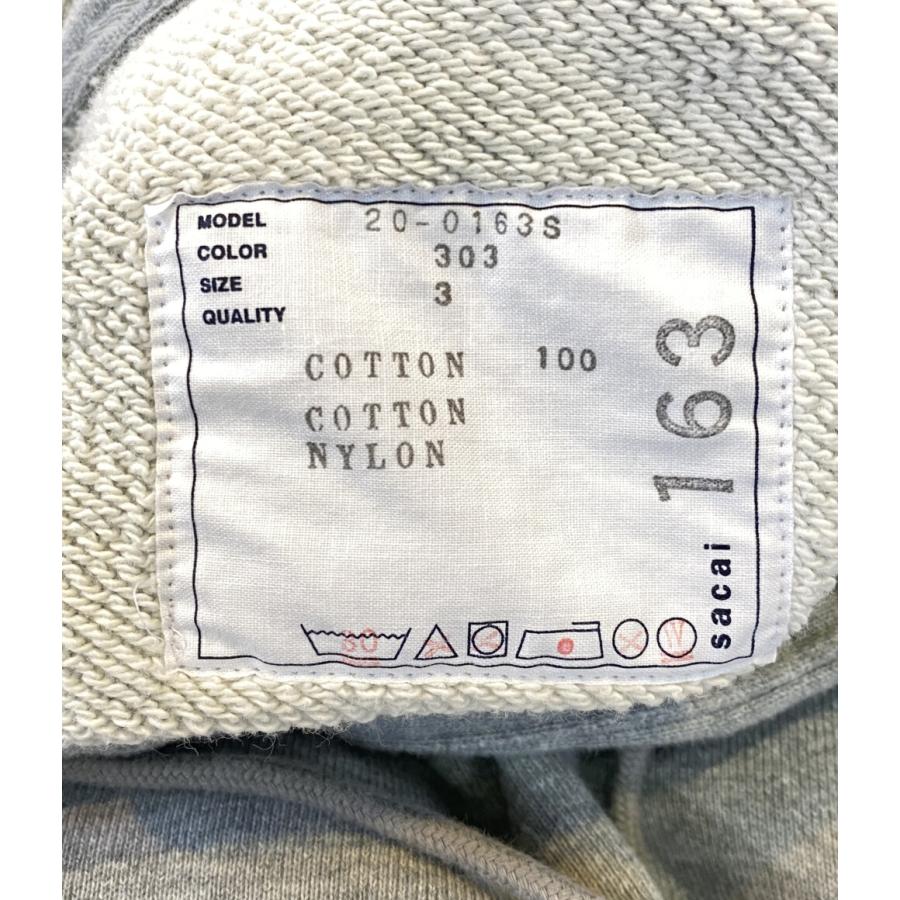 MODEL 20-0163S
COLOR 303
SIZE 3
QUALITY
COTTON 100
COTTON
NYLON
163
sacai
30
W